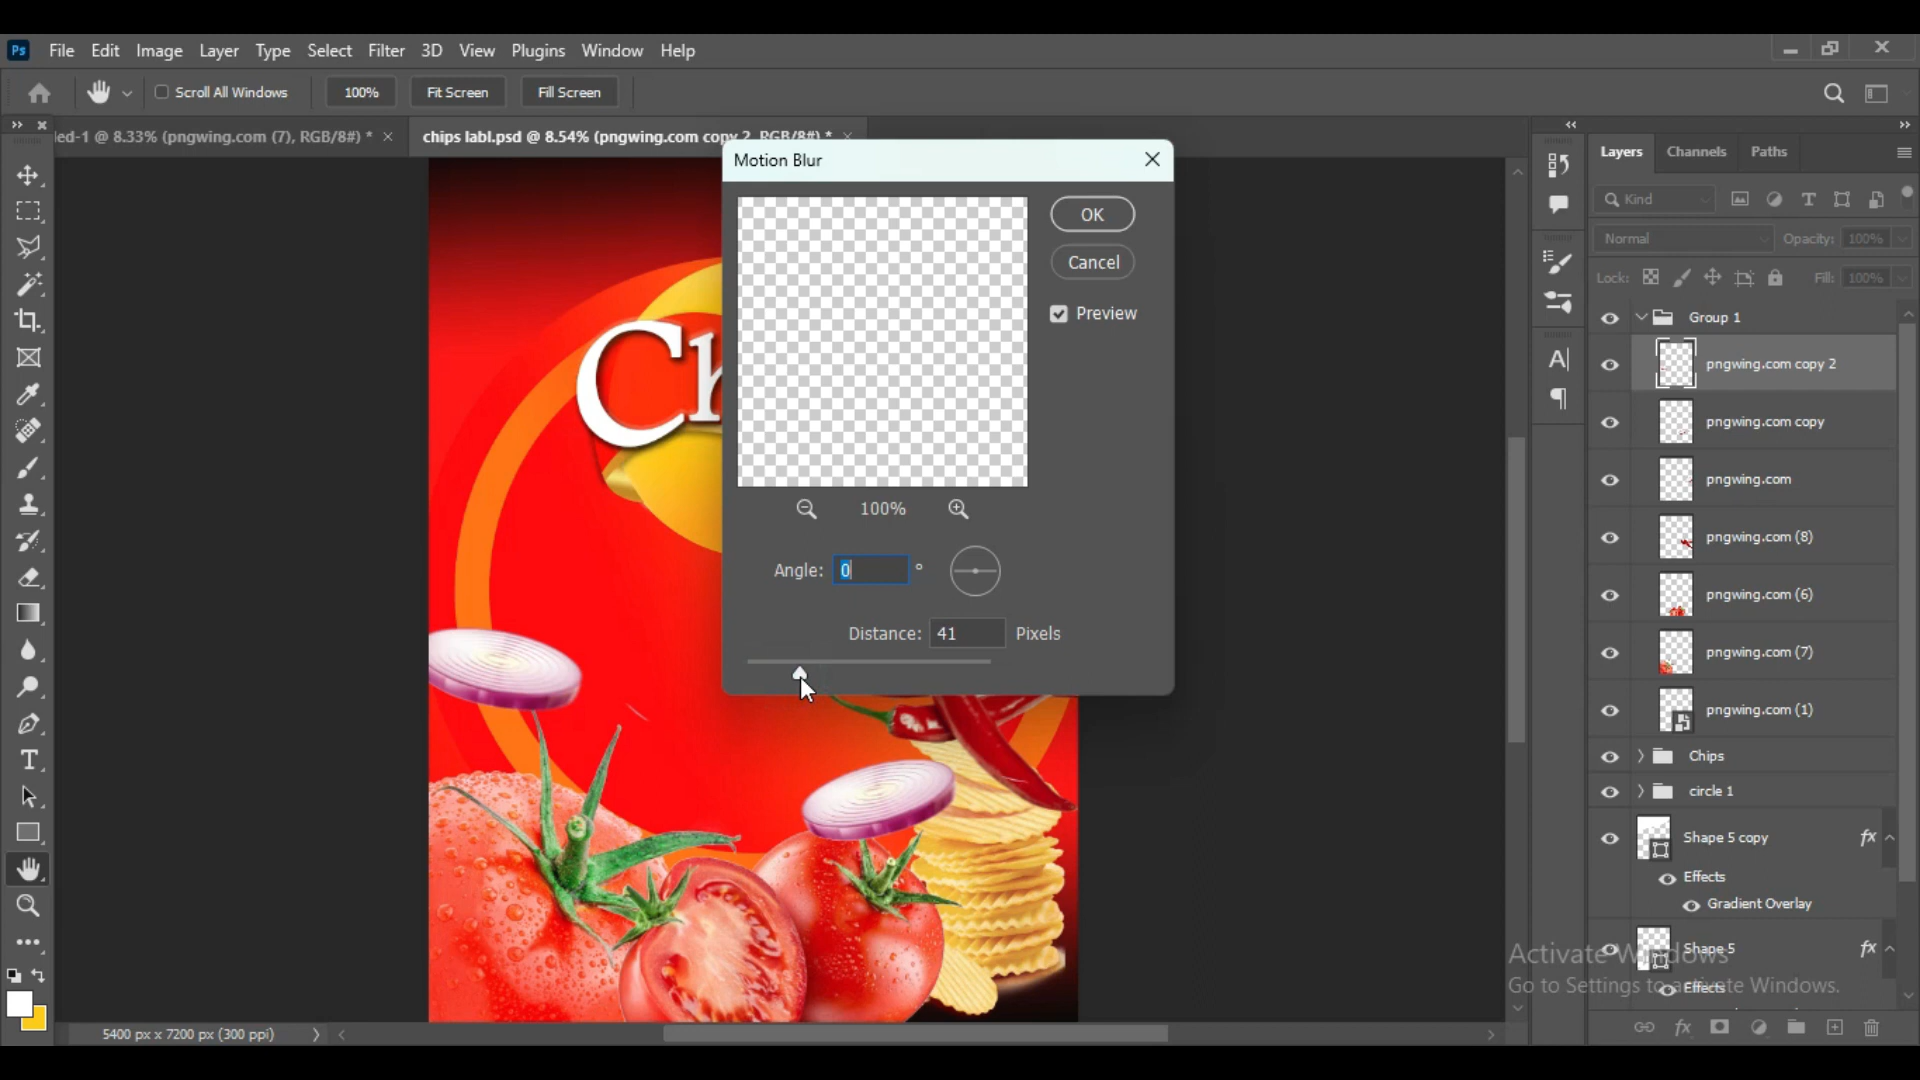 Ps File Edit Image Layer Type Select Filter 3D View Plugins Window Help
Scroll All Windows 100% Fit Screen Fill Screen
led-1 @ 8.33% (pngwing.com (7), RGB/8#) *
chips labl.psd @ 8.54% (pngwing.com copy 2, RGB/8#) *
Motion Blur
OK
Cancel
Preview
100%
Angle: 0 °
Distance: 41 Pixels
Ch
Layers Channels Paths
Kind
Normal Opacity: 100%
Lock: Fill: 100%
Group 1
pngwing.com copy 2
pngwing.com copy
pngwing.com
pngwing.com (8)
pngwing.com (6)
pngwing.com (7)
pngwing.com (1)
Chips
circle 1
Shape 5 copy fx
Effects
Gradient Overlay
Shape 5 fx
Effects
Activate Windows
Go to Settings to activate Windows.
5400 px x 7200 px (300 ppi)